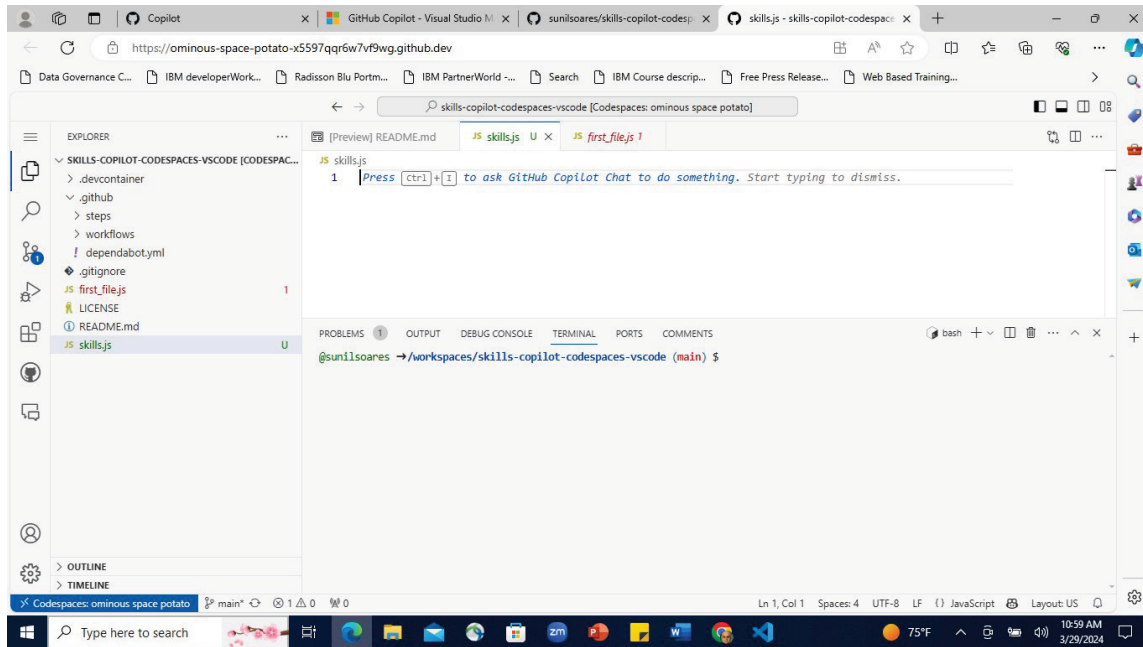 Copilot
GitHub Copilot - Visual Studio M
sunilsoares/skills-copilot-codesp
skills.js - skills-copilot-codespace
https://ominous-space-potato-x5597qqr6w7vf9wg.github.dev
Data Governance C...
IBM developerWork...
Radisson Blu Portm...
IBM PartnerWorld -...
Search
IBM Course descrip...
Free Press Release...
Web Based Training...
skills-copilot-codespaces-vscode [Codespaces: ominous space potato]
EXPLORER
SKILLS-COPILOT-CODESPACES-VSCODE [CODESPAC...
> .devcontainer
.github
> steps
> workflows
! dependabot.yml
.gitignore
JS first_file.js 1
LICENSE
README.md
JS skills.js U
[Preview] README.md
JS skills.js U
JS first_file.js 1
JS skills.js
1 Press Ctrl+I to ask GitHub Copilot Chat to do something. Start typing to dismiss.
PROBLEMS 1 OUTPUT DEBUG CONSOLE TERMINAL PORTS COMMENTS
bash
@sunilsoares →/workspaces/skills-copilot-codespaces-vscode (main) $
1
> OUTLINE
> TIMELINE
Codespaces: ominous space potato main* 1 0 0
Ln 1, Col 1 Spaces: 4 UTF-8 LF {} JavaScript Layout: US
Type here to search
zm
75°F
10:59 AM
3/29/2024